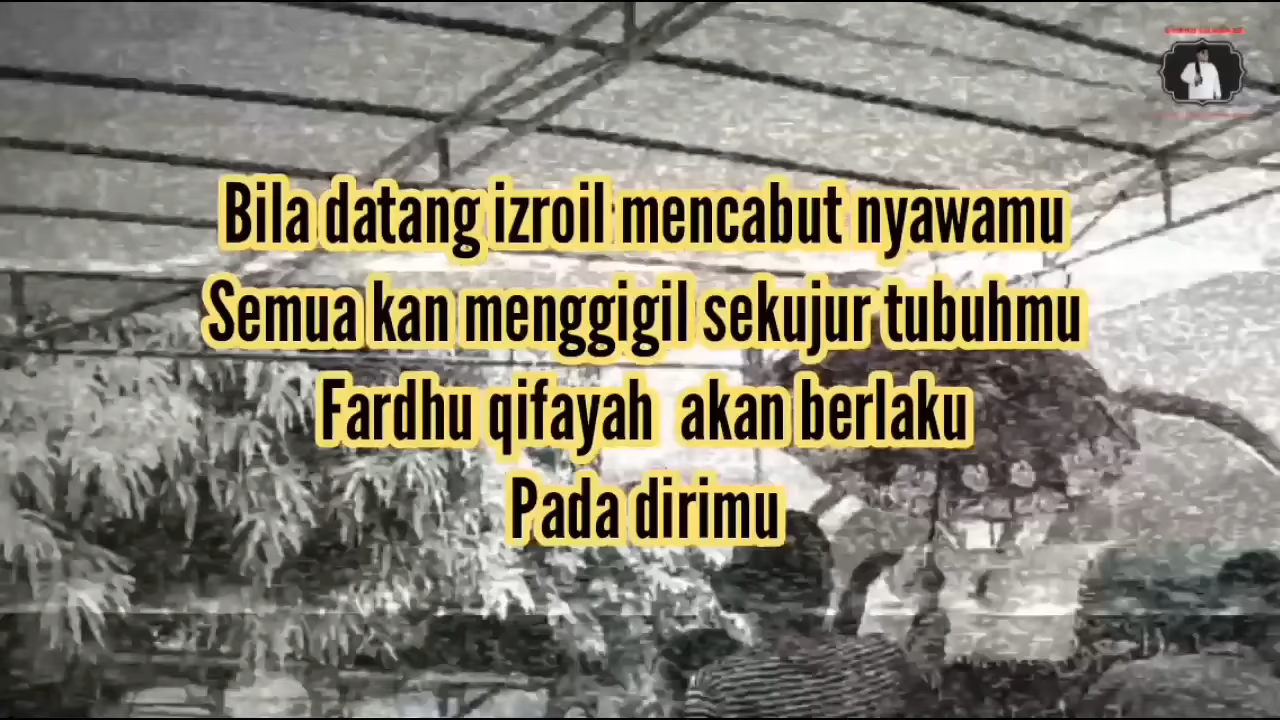 Bila datang izroil mencabut nyawamu
Semua kan menggigil sekujur tubuhmu
Fardhu qifayah akan berlaku
Pada dirimu